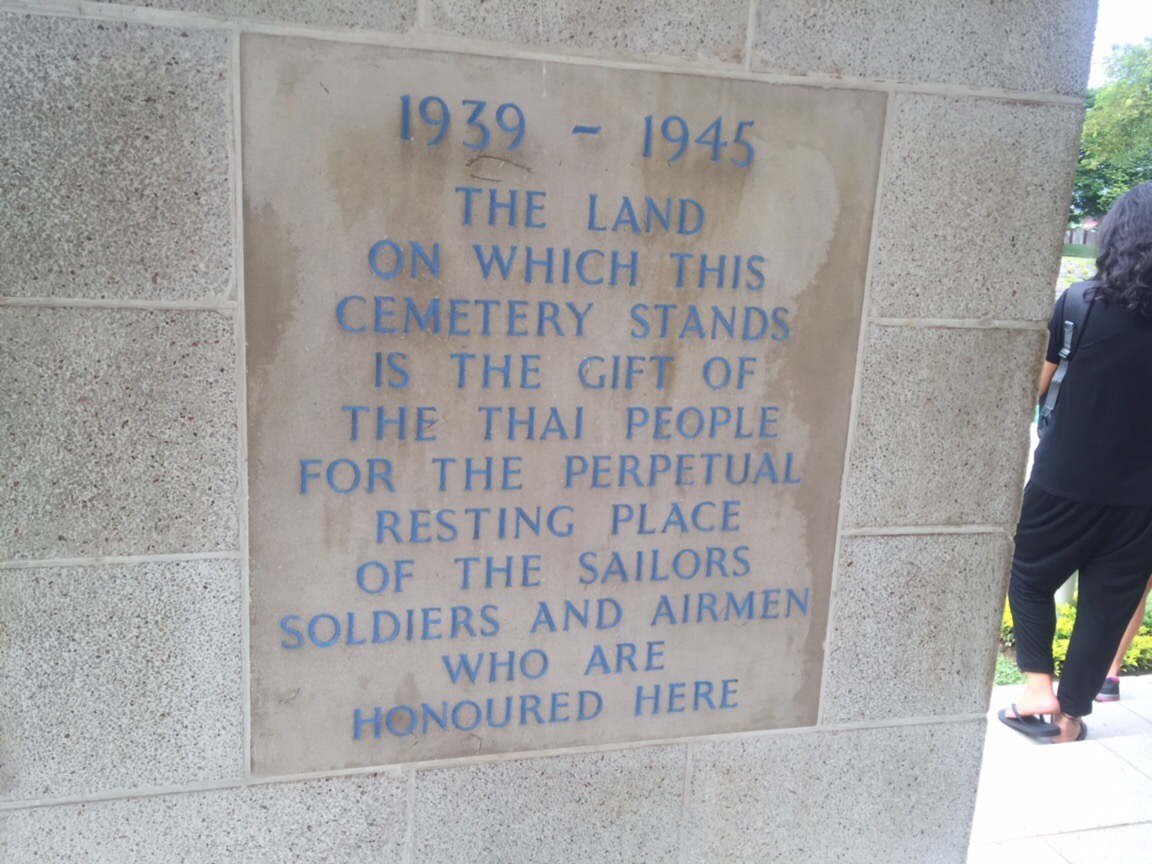 1939 - 1945
THE LAND
ON WHICH THIS
CEMETERY STANDS
IS THE GIFT OF
THE THAI PEOPLE
FOR THE PERPETUAL
RESTING PLACE
OF THE SAILORS
SOLDIERS AND AIRMEN
WHO ARE
HONOURED HERE